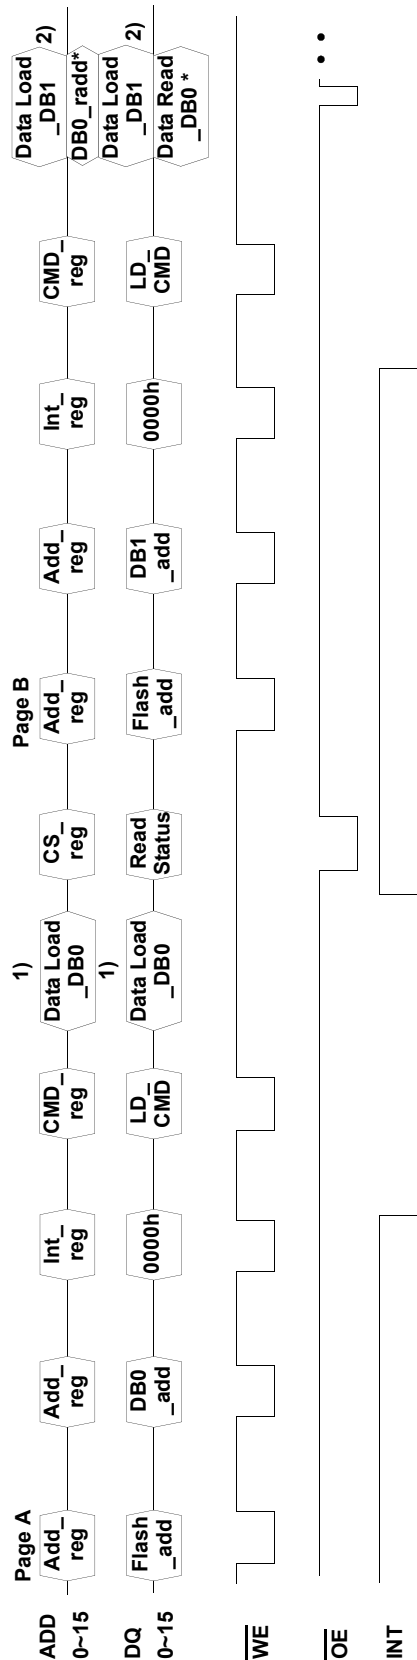 Page A
Page B
ADD
0~15
Add_
reg
Add_
reg
Int_
reg
CMD_
reg
1)
Data Load
_DB0
CS_
reg
Add_
reg
Add_
reg
Int_
reg
CMD_
reg
Data Load
_DB1
2)
DB0_radd*
DQ
0~15
Flash
_add
DB0
_add
0000h
LD_
CMD
1)
Data Load
_DB0
Read
Status
Flash
_add
DB1
_add
0000h
LD_
CMD
Data Load
_DB1
2)
Data Read
_DB0 *
WE
OE
INT